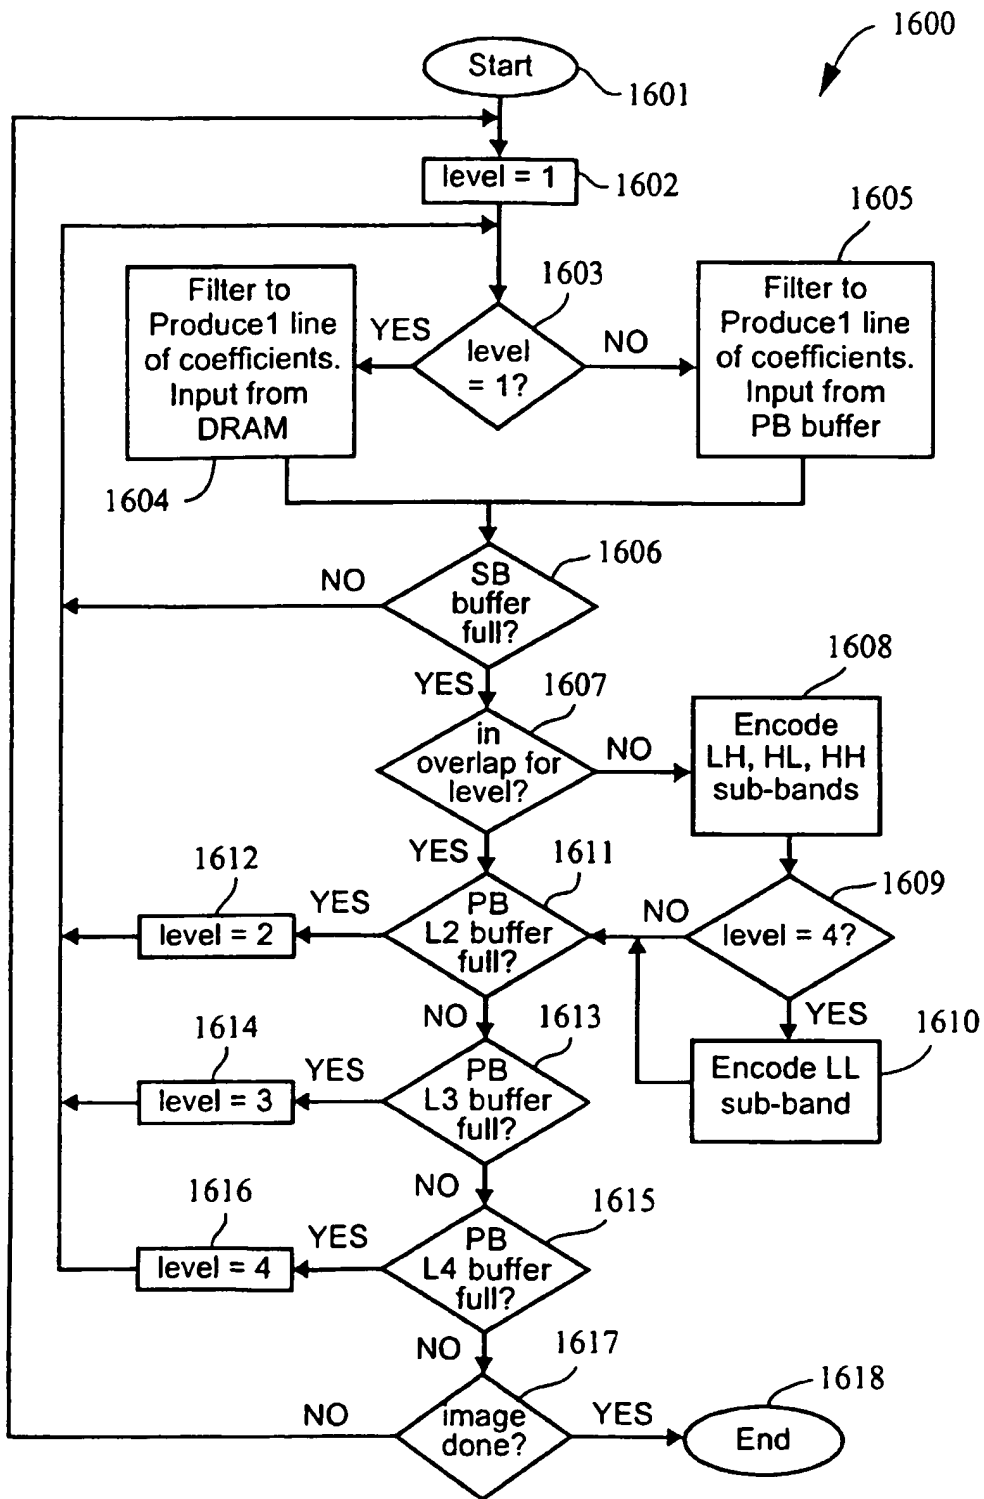 1600
Start
1601
level = 1
1602
1605
1603
Filter to
Produce1 line
of coefficients.
Input from
DRAM
YES
level
= 1?
NO
Filter to
Produce1 line
of coefficients.
Input from
PB buffer
1604
1606
NO
SB
buffer
full?
YES
1607
1608
in
overlap for
level?
NO
Encode
LH, HL, HH
sub-bands
YES
1611
1612
1609
YES
PB
L2 buffer
full?
level = 2
NO
level = 4?
NO
1613
YES
1610
1614
YES
PB
L3 buffer
full?
level = 3
Encode LL
sub-band
NO
1615
1616
YES
PB
L4 buffer
full?
level = 4
NO
1617
1618
NO
image
done?
YES
End